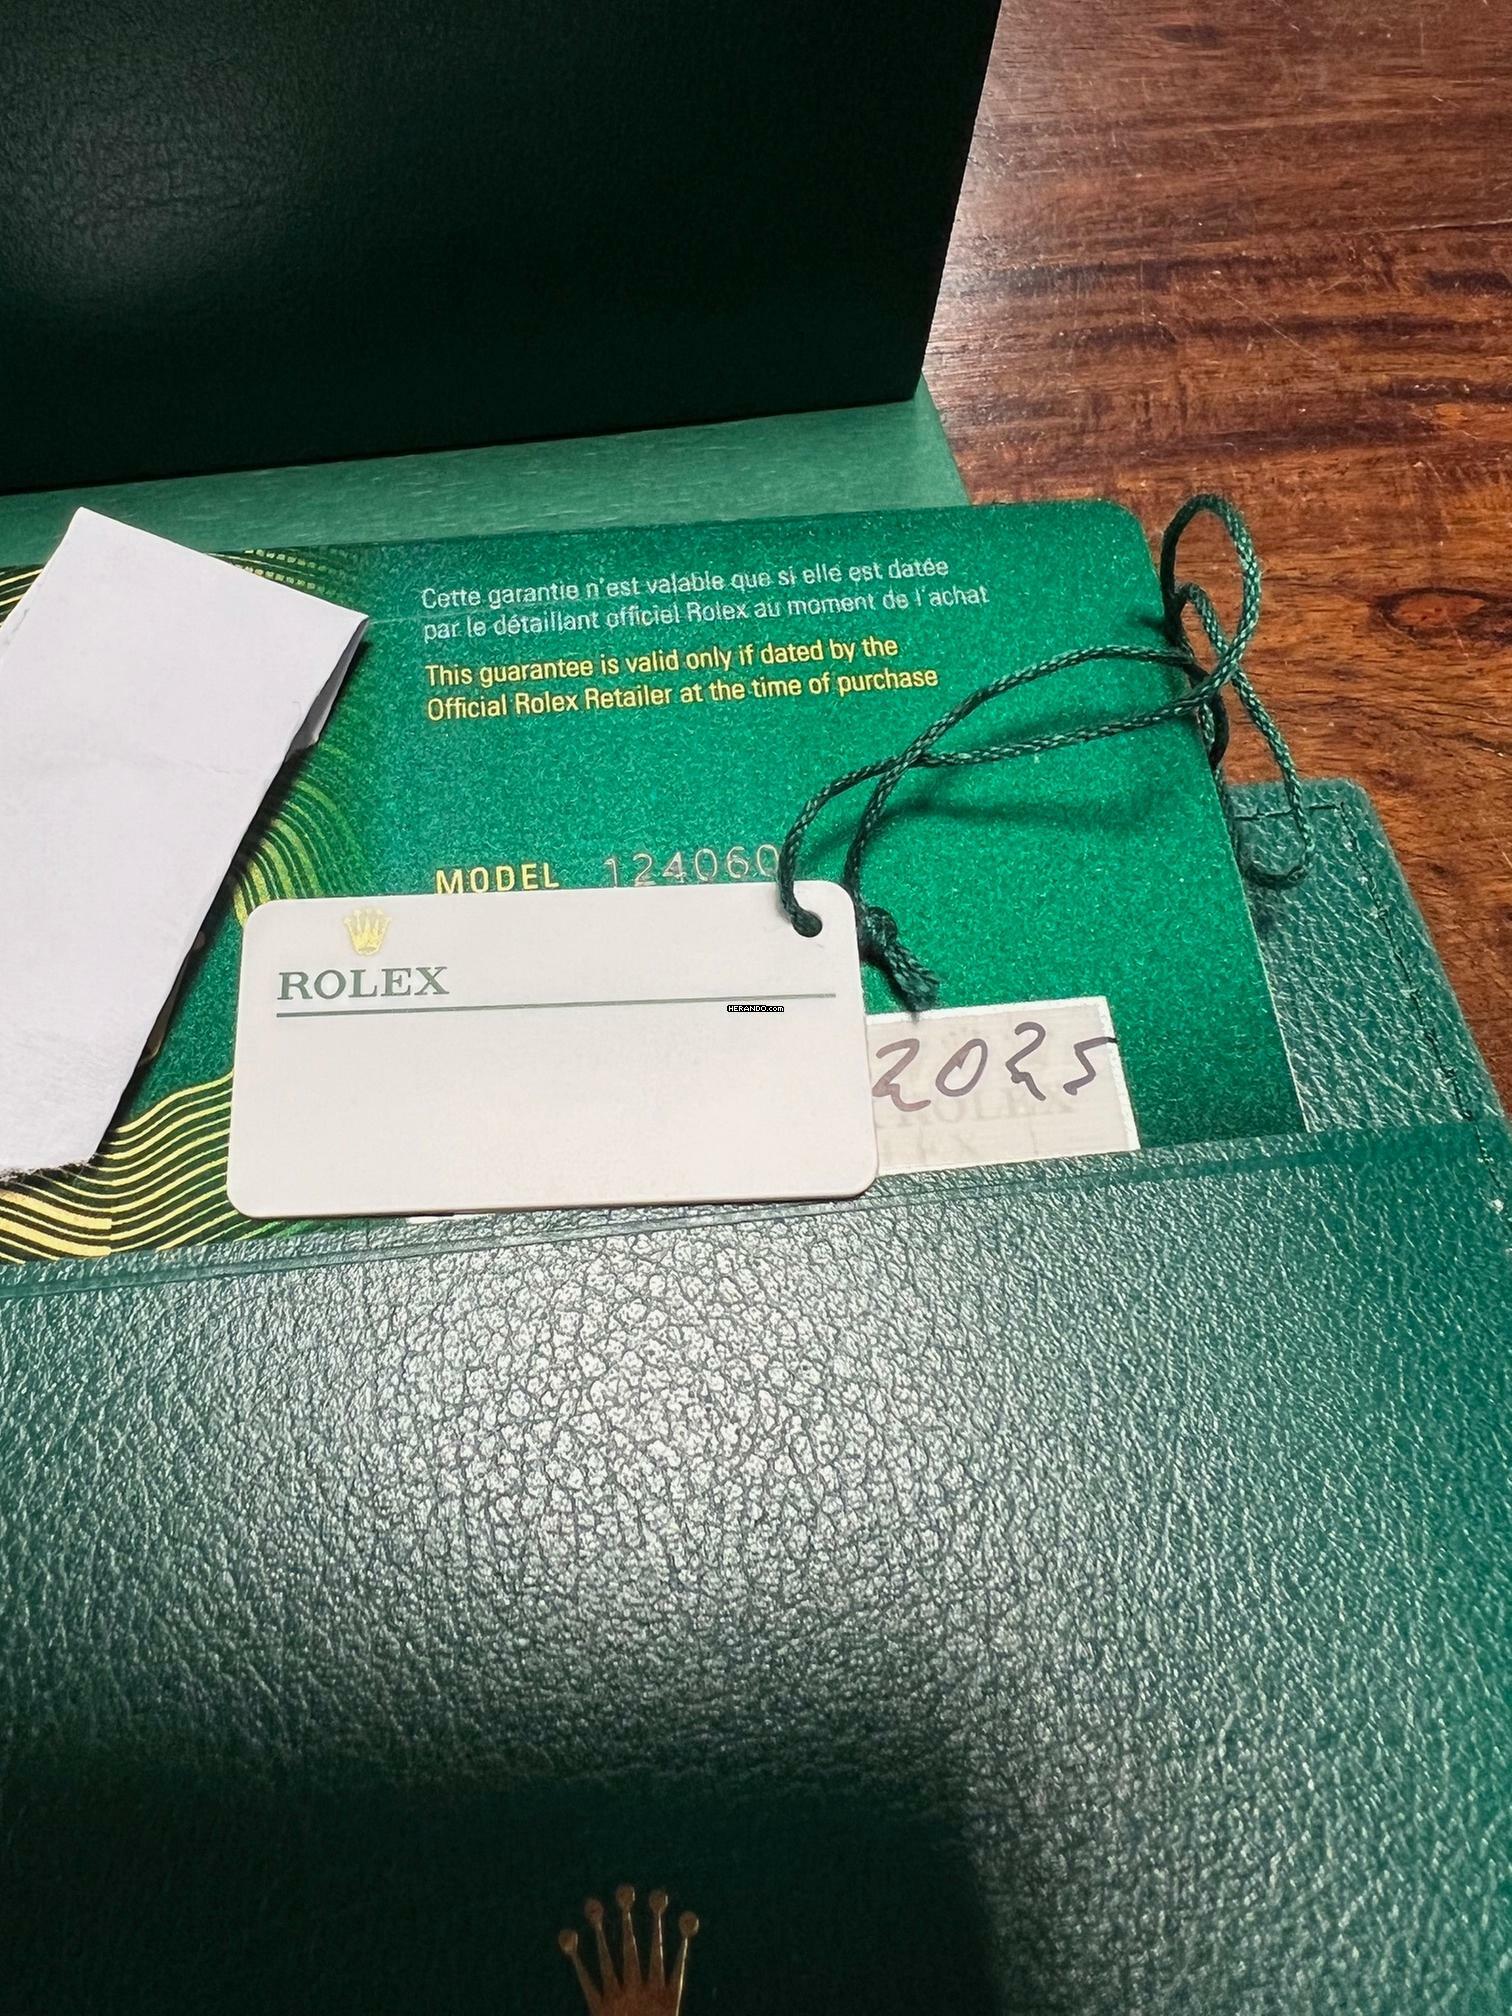 Cette garantie n'est valable que si elle est datée
par le détaillant officiel Rolex au moment de l'achat
This guarantee is valid only if dated by the
Official Rolex Retailer at the time of purchase
MODEL 124060
ROLEX
HERANDO.com
2025
ROLEX